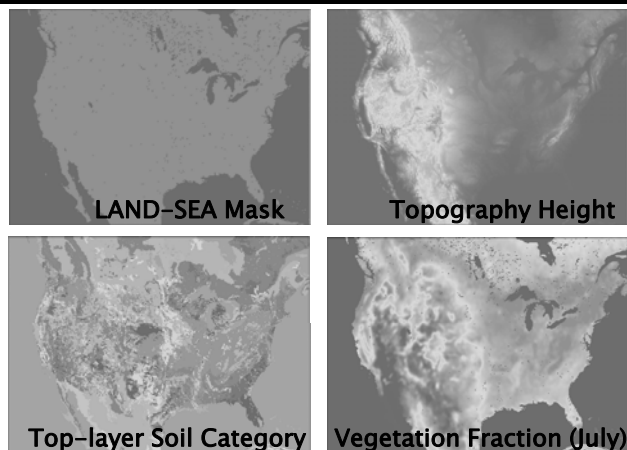 LAND-SEA Mask
Topography Height
Top-layer Soil Category
Vegetation Fraction (July)